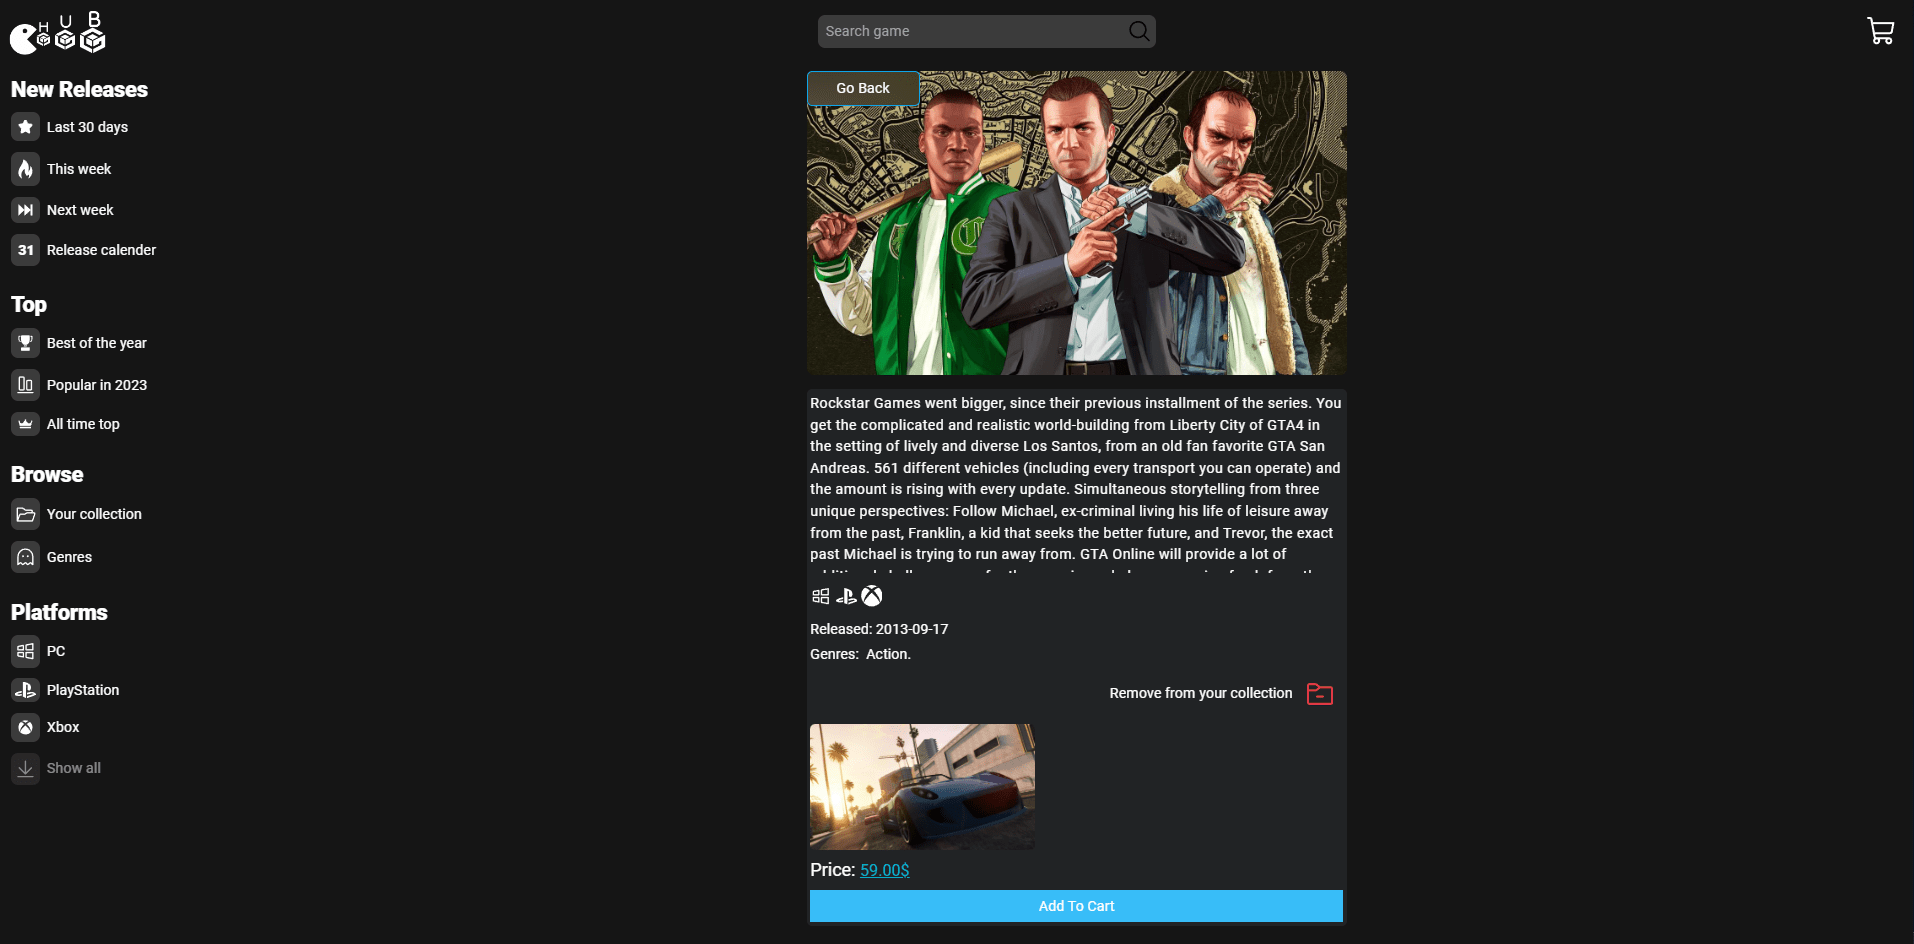 H U B
Search game
New Releases
Last 30 days
This week
Next week
31 Release calender
Top
Best of the year
Popular in 2023
All time top
Browse
Your collection
Genres
Platforms
PC
PlayStation
Xbox
Show all
Go Back
Rockstar Games went bigger, since their previous installment of the series. You
get the complicated and realistic world-building from Liberty City of GTA4 in
the setting of lively and diverse Los Santos, from an old fan favorite GTA San
Andreas. 561 different vehicles (including every transport you can operate) and
the amount is rising with every update. Simultaneous storytelling from three
unique perspectives: Follow Michael, ex-criminal living his life of leisure away
from the past, Franklin, a kid that seeks the better future, and Trevor, the exact
past Michael is trying to run away from. GTA Online will provide a lot of
Released: 2013-09-17
Genres: Action.
Remove from your collection
Price: 59.00$
Add To Cart